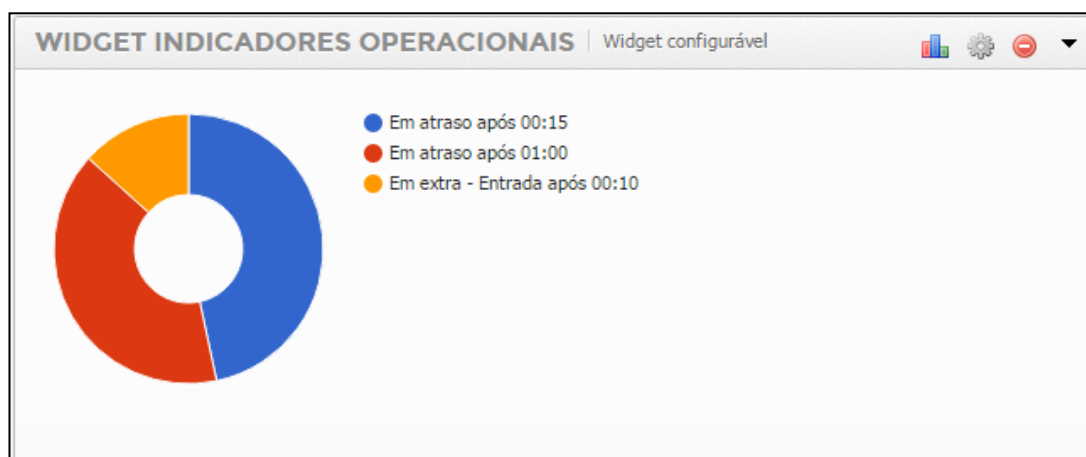 WIDGET INDICADORES OPERACIONAIS Widget configurável
Em atraso após 00:15
Em atraso após 01:00
Em extra - Entrada após 00:10